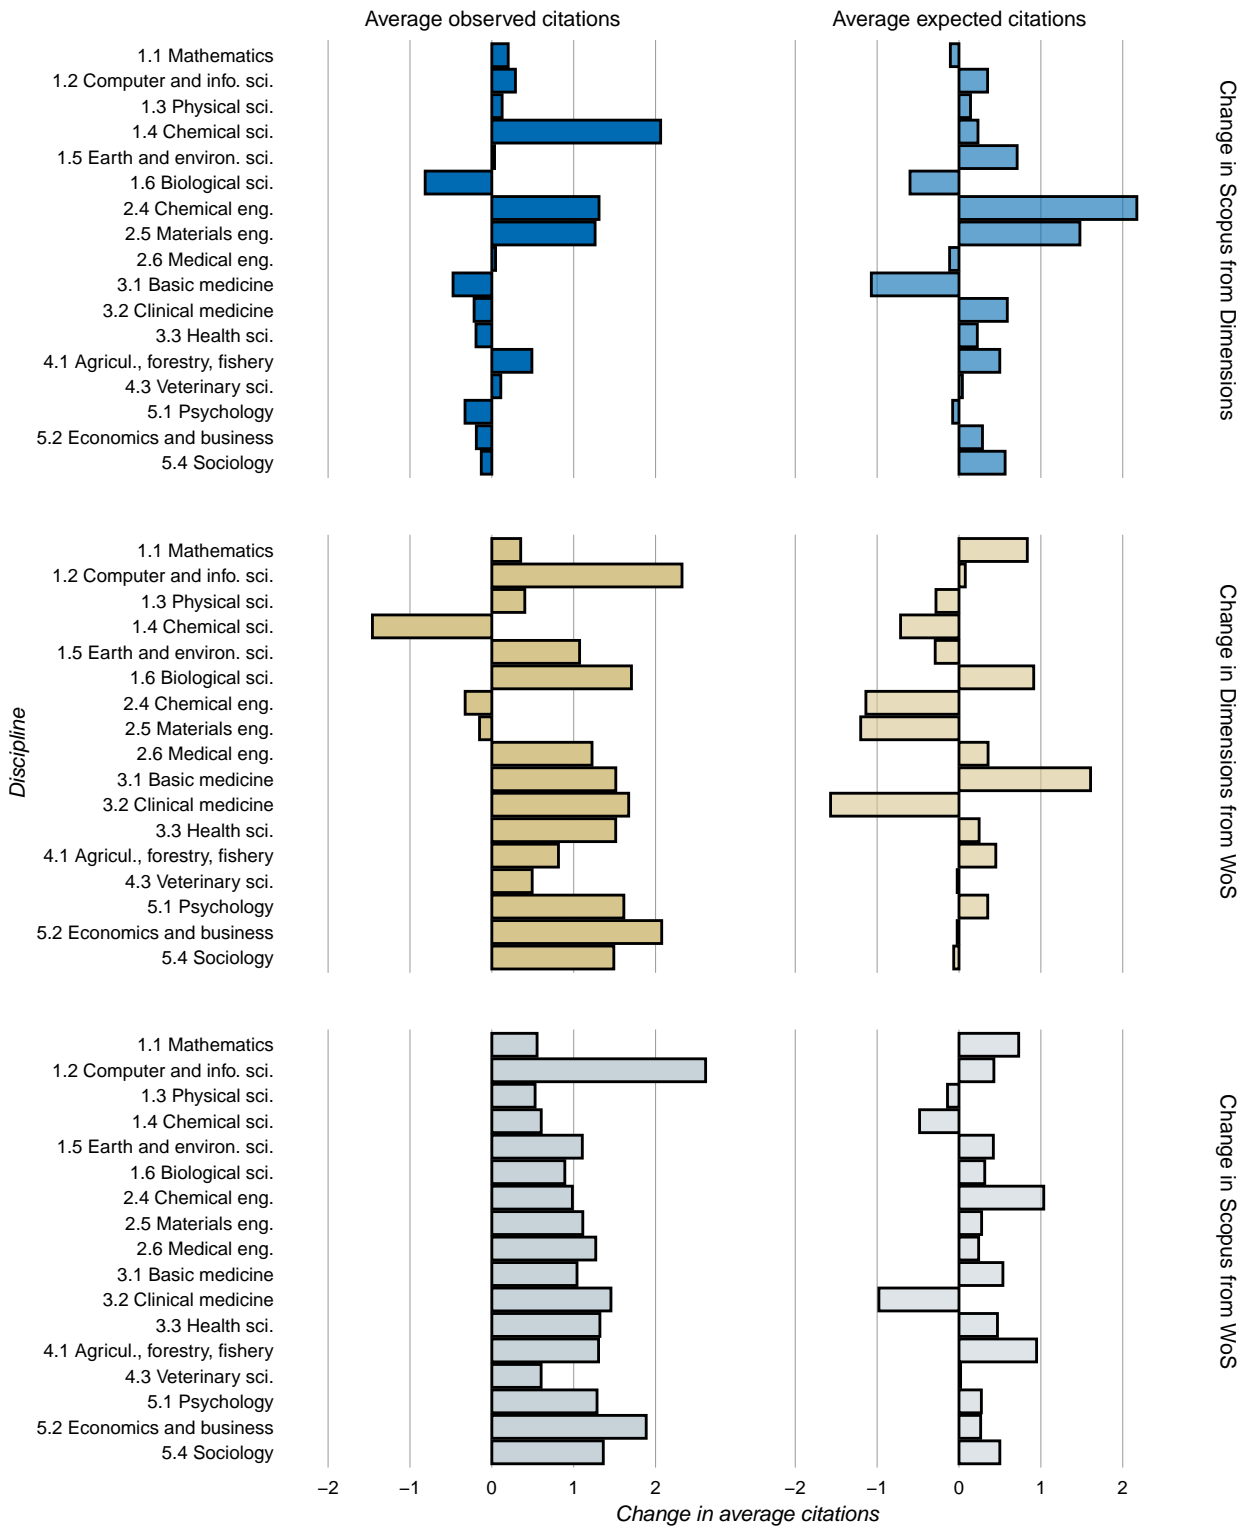 Average observed citations
Average expected citations
1.1 Mathematics
1.2 Computer and info. sci.
1.3 Physical sci.
1.4 Chemical sci.
1.5 Earth and environ. sci.
1.6 Biological sci.
2.4 Chemical eng.
2.5 Materials eng.
2.6 Medical eng.
3.1 Basic medicine
3.2 Clinical medicine
3.3 Health sci.
4.1 Agricul., forestry, fishery
4.3 Veterinary sci.
5.1 Psychology
5.2 Economics and business
5.4 Sociology
Change in Scopus from Dimensions
1.1 Mathematics
1.2 Computer and info. sci.
1.3 Physical sci.
1.4 Chemical sci.
1.5 Earth and environ. sci.
1.6 Biological sci.
2.4 Chemical eng.
2.5 Materials eng.
2.6 Medical eng.
3.1 Basic medicine
3.2 Clinical medicine
3.3 Health sci.
4.1 Agricul., forestry, fishery
4.3 Veterinary sci.
5.1 Psychology
5.2 Economics and business
5.4 Sociology
Change in Dimensions from WoS
Discipline
1.1 Mathematics
1.2 Computer and info. sci.
1.3 Physical sci.
1.4 Chemical sci.
1.5 Earth and environ. sci.
1.6 Biological sci.
2.4 Chemical eng.
2.5 Materials eng.
2.6 Medical eng.
3.1 Basic medicine
3.2 Clinical medicine
3.3 Health sci.
4.1 Agricul., forestry, fishery
4.3 Veterinary sci.
5.1 Psychology
5.2 Economics and business
5.4 Sociology
Change in Scopus from WoS
−2 −1 0 1 2
−2 −1 0 1 2
Change in average citations